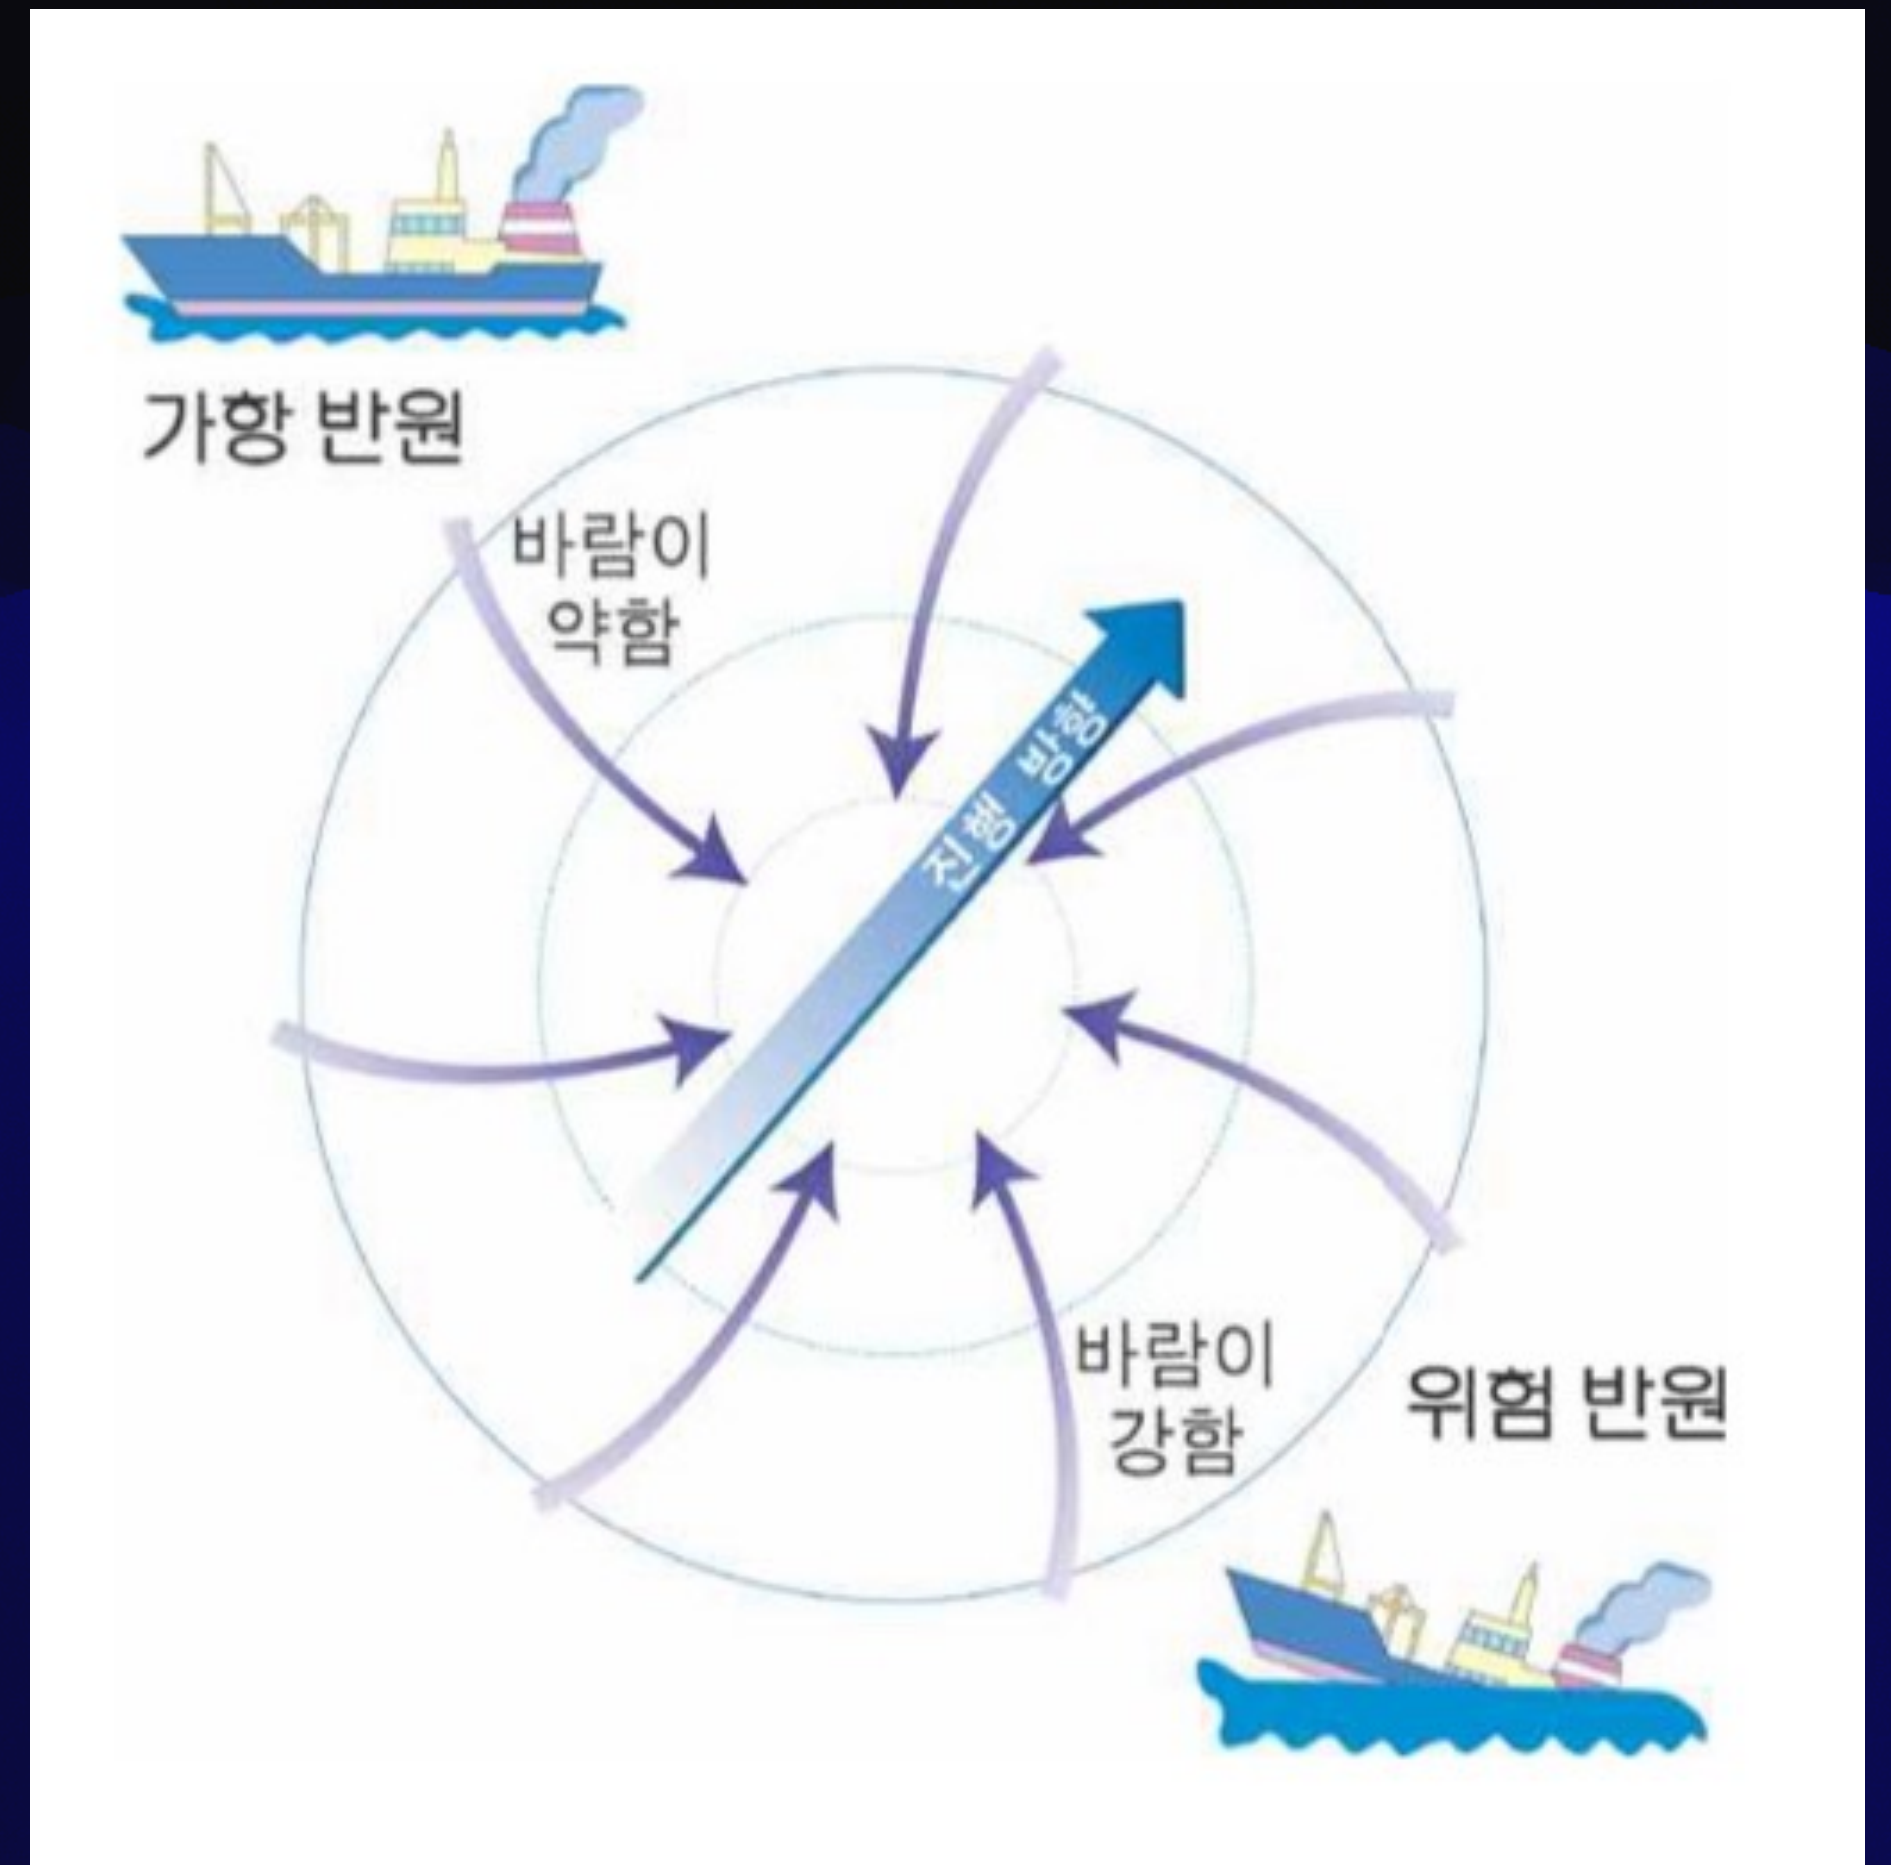 가항 반원
바람이
약함
진행 방향
바람이
강함
위험 반원